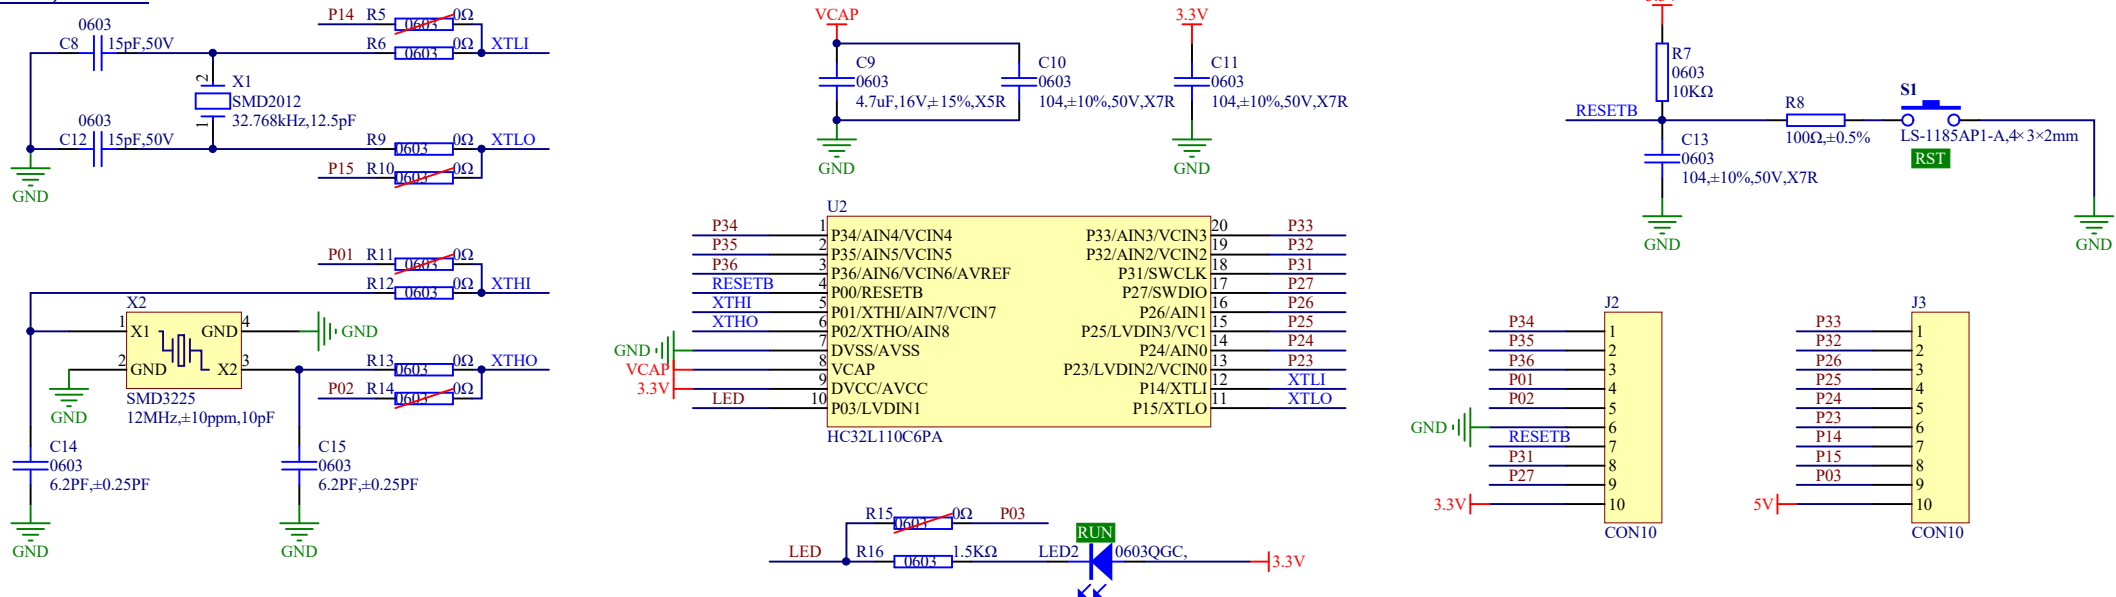 P14 R5 0603 0Ω
0603
C8 15pF,50V
R6 0603 0Ω XTLI
2
X1
SMD2012
32.768kHz,12.5pF
1
0603
C12 15pF,50V
R9 0603 0Ω XTLO
P15 R10 0603 0Ω
GND
P01 R11 0603 0Ω
R12 0603 0Ω XTHI
X2
1 X1 GND 4 GND
2 GND X2 3
GND
SMD3225
12MHz,±10ppm,10pF
R13 0603 0Ω XTHO
P02 R14 0603 0Ω
C14
0603
6.2PF,±0.25PF
GND
C15
0603
6.2PF,±0.25PF
GND
VCAP
C9
0603
4.7uF,16V,±15%,X5R
C10
0603
104,±10%,50V,X7R
GND
3.3V
C11
0603
104,±10%,50V,X7R
GND
U2
P34 1 P34/AIN4/VCIN4
P35 2 P35/AIN5/VCIN5
P36 3 P36/AIN6/VCIN6/AVREF
RESETB 4 P00/RESETB
XTHI 5 P01/XTHI/AIN7/VCIN7
XTHO 6 P02/XTHO/AIN8
GND 7 DVSS/AVSS
VCAP 8 VCAP
3.3V 9 DVCC/AVCC
LED 10 P03/LVDIN1
P33/AIN3/VCIN3 20 P33
P32/AIN2/VCIN2 19 P32
P31/SWCLK 18 P31
P27/SWDIO 17 P27
P26/AIN1 16 P26
P25/LVDIN3/VC1 15 P25
P24/AIN0 14 P24
P23/LVDIN2/VCIN0 13 P23
P14/XTLI 12 XTLI
P15/XTLO 11 XTLO
HC32L110C6PA
R15 0603 0Ω P03
LED R16 0603 1.5KΩ LED2 0603QGC, 3.3V
RUN
R7
0603
10KΩ
RESETB
C13
0603
104,±10%,50V,X7R
GND
R8
100Ω,±0.5%
S1
LS-1185AP1-A,4×3×2mm
RST
GND
J2
P34 1
P35 2
P36 3
P01 4
P02 5
GND 6
RESETB 7
P31 8
P27 9
3.3V 10
CON10
J3
P33 1
P32 2
P26 3
P25 4
P24 5
P23 6
P14 7
P15 8
P03 9
5V 10
CON10